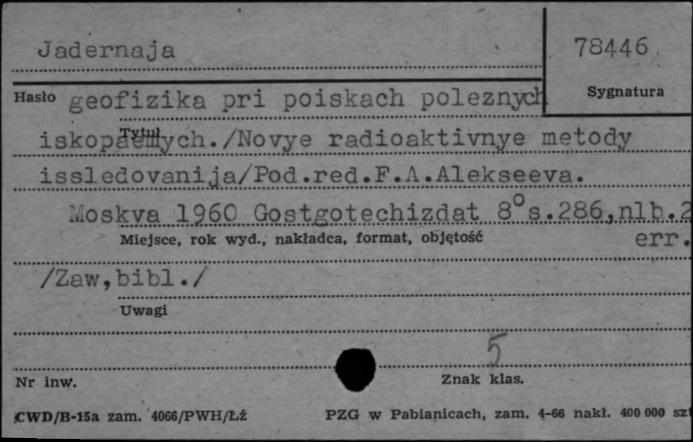 Jadernaja 78446
Hasło geofizika pri poiskach poleznych Sygnatura
Tytuł
iskopaemych./Novye radioaktivnye metody
issledovanija/Pod.red.F.A.Alekseeva.
Moskva 1960 Gostgotechizdat 8°s.286,nlb.2
Miejsce, rok wyd., nakładca, format, objętość err.
/Zaw,bibl./
Uwagi
5
Nr inw. Znak klas.
CWD/B-15a zam. 4066/PWH/Łź PZG w Pabianicach, zam. 4-66 nakł. 400 000 szt